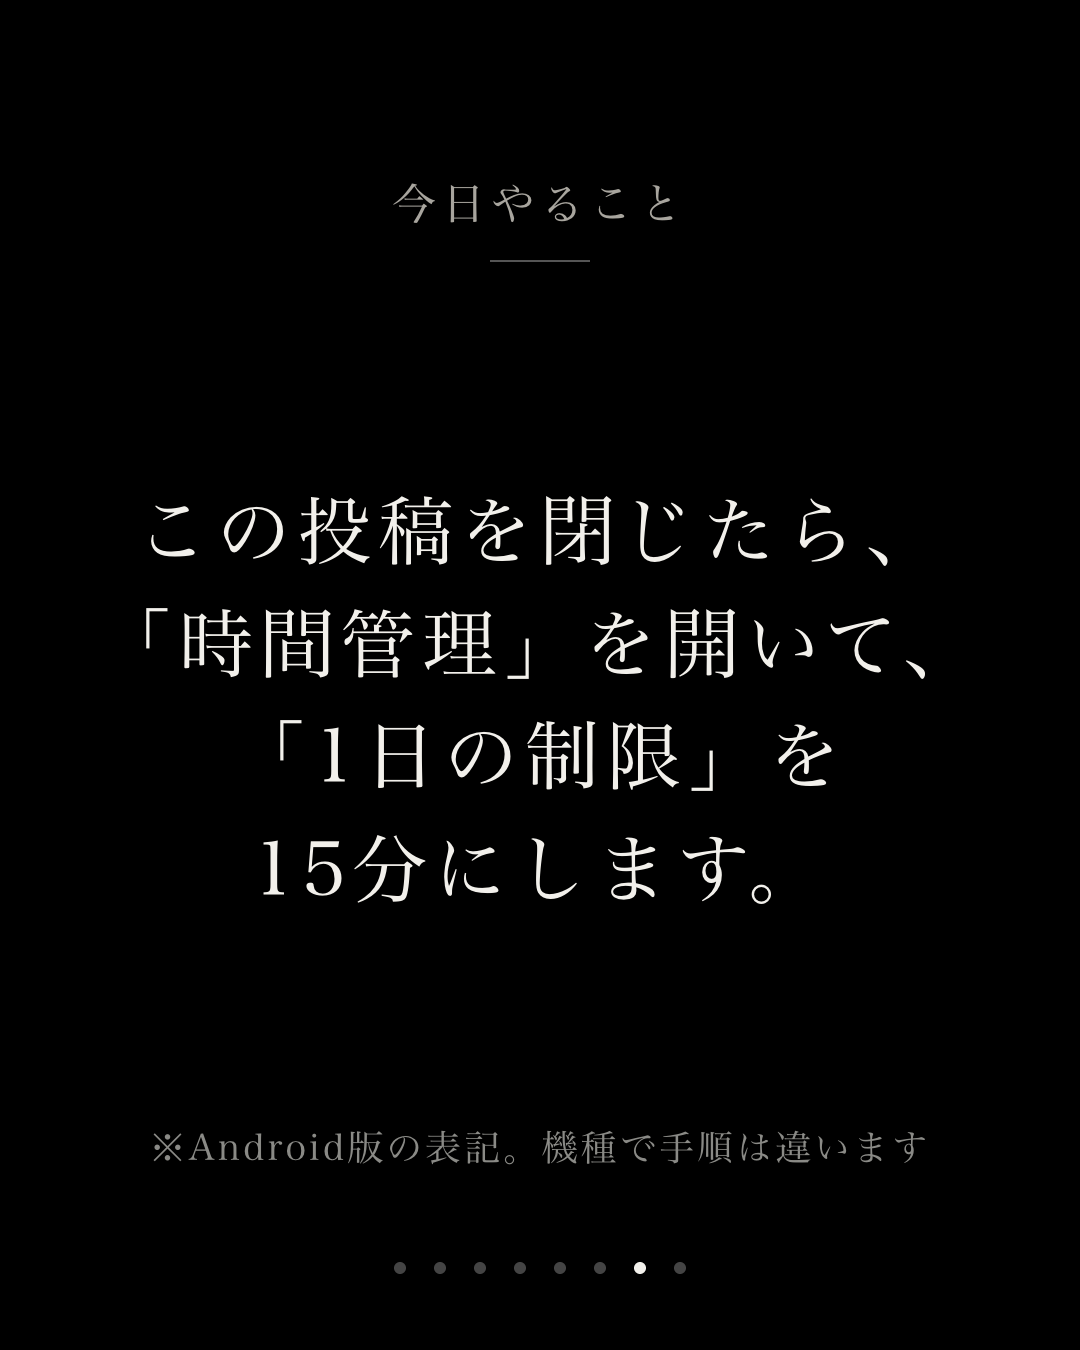 今日やること
この投稿を閉じたら、
「時間管理」を開いて、
「1日の制限」を
15分にします。
※Android版の表記。機種で手順は違います